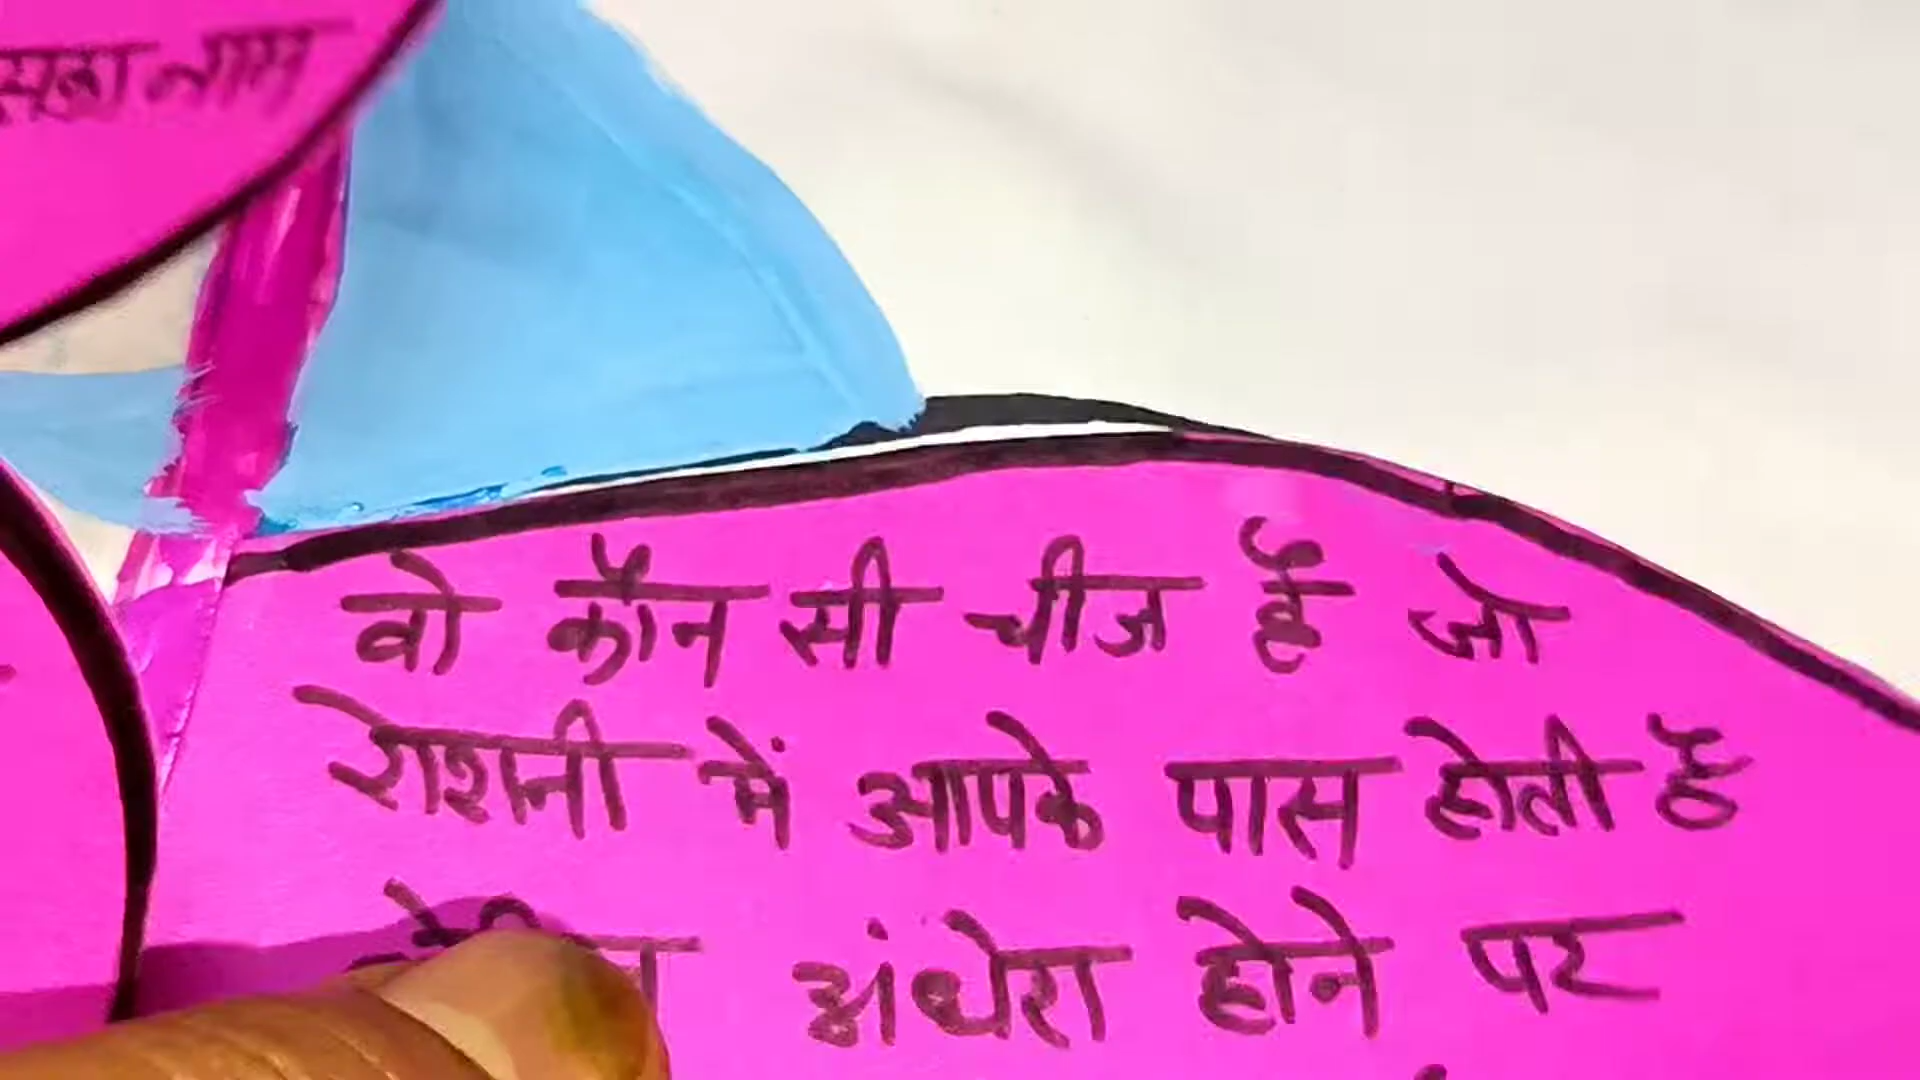 नाम
वो कौन सी चीज हैं जो
रोशनी में आपके पास होती है
अंधेरा होने पर